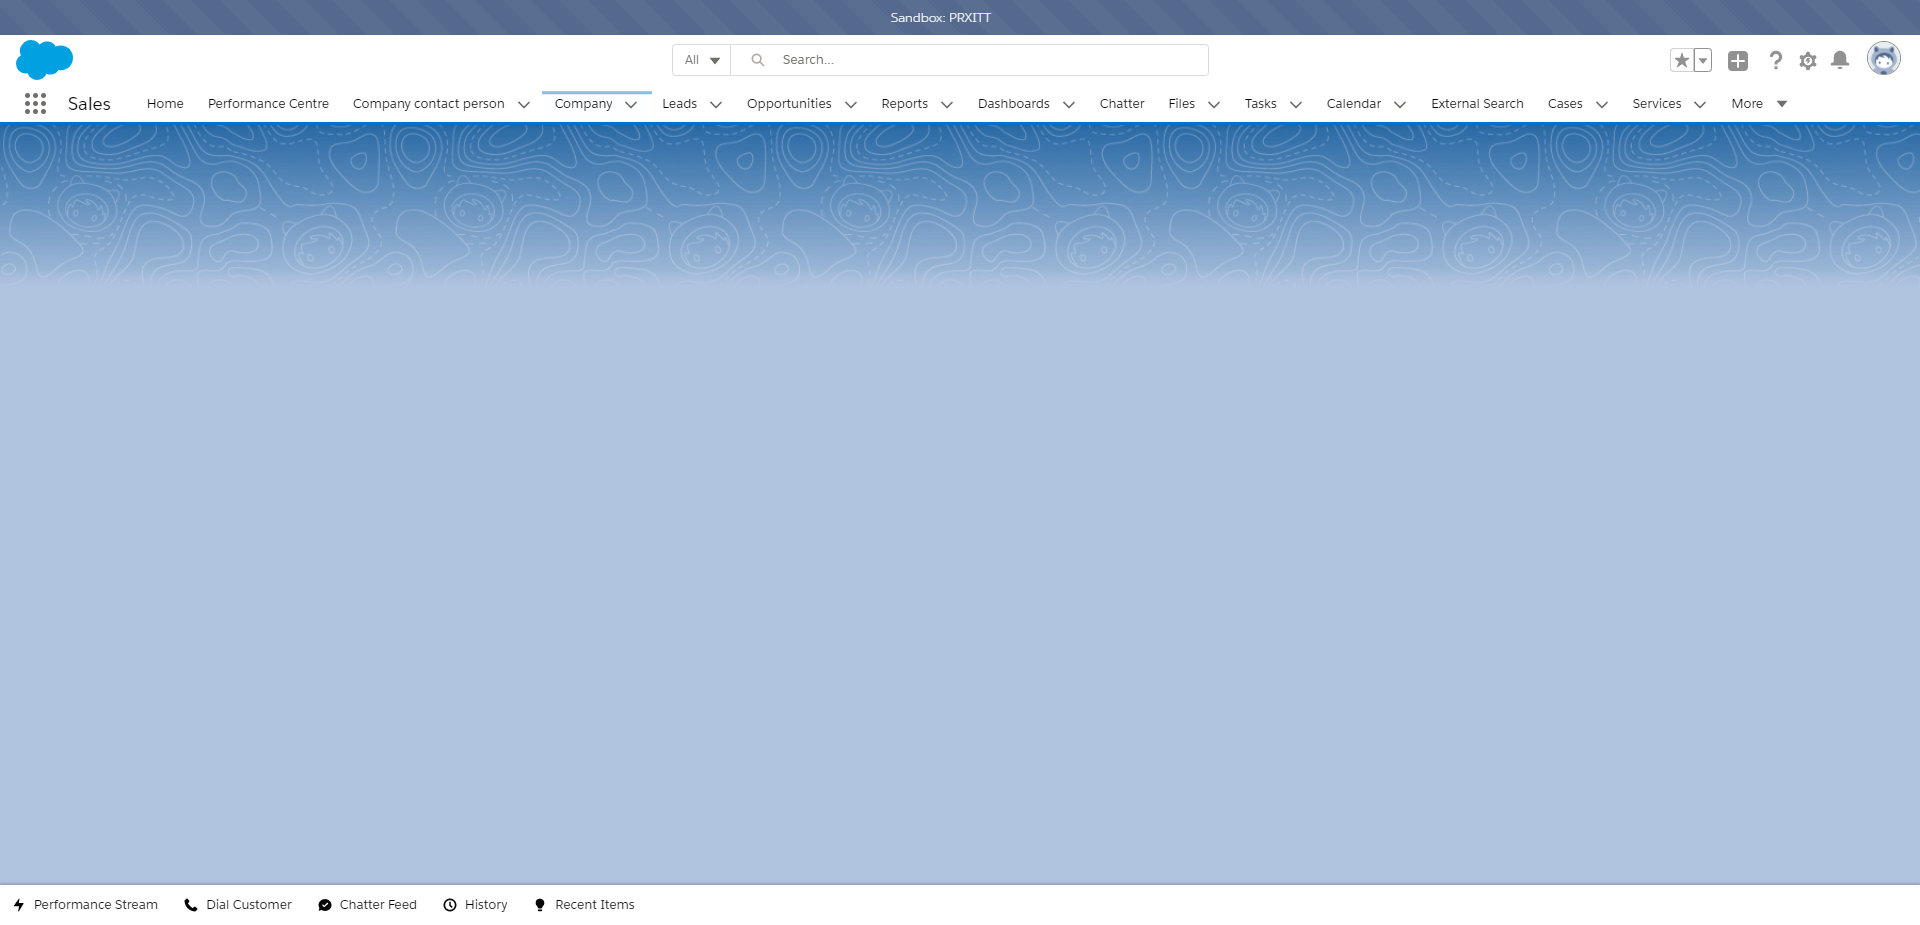 Sandbox: PRXITT
All Search...
Sales Home Performance Centre Company contact person Company Leads Opportunities Reports Dashboards Chatter Files Tasks Calendar External Search Cases Services More
Performance Stream Dial Customer Chatter Feed History Recent Items